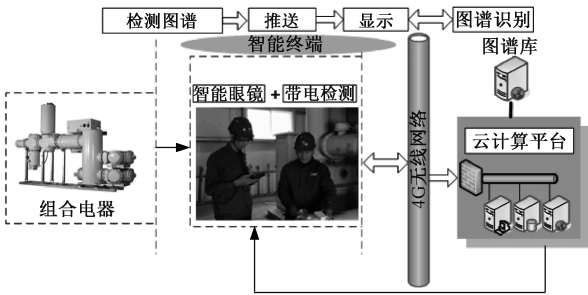 检测图谱
推送
显示
图谱识别
智能终端
图谱库
智能眼镜 + 带电检测
4G无线网络
云计算平台
组合电器